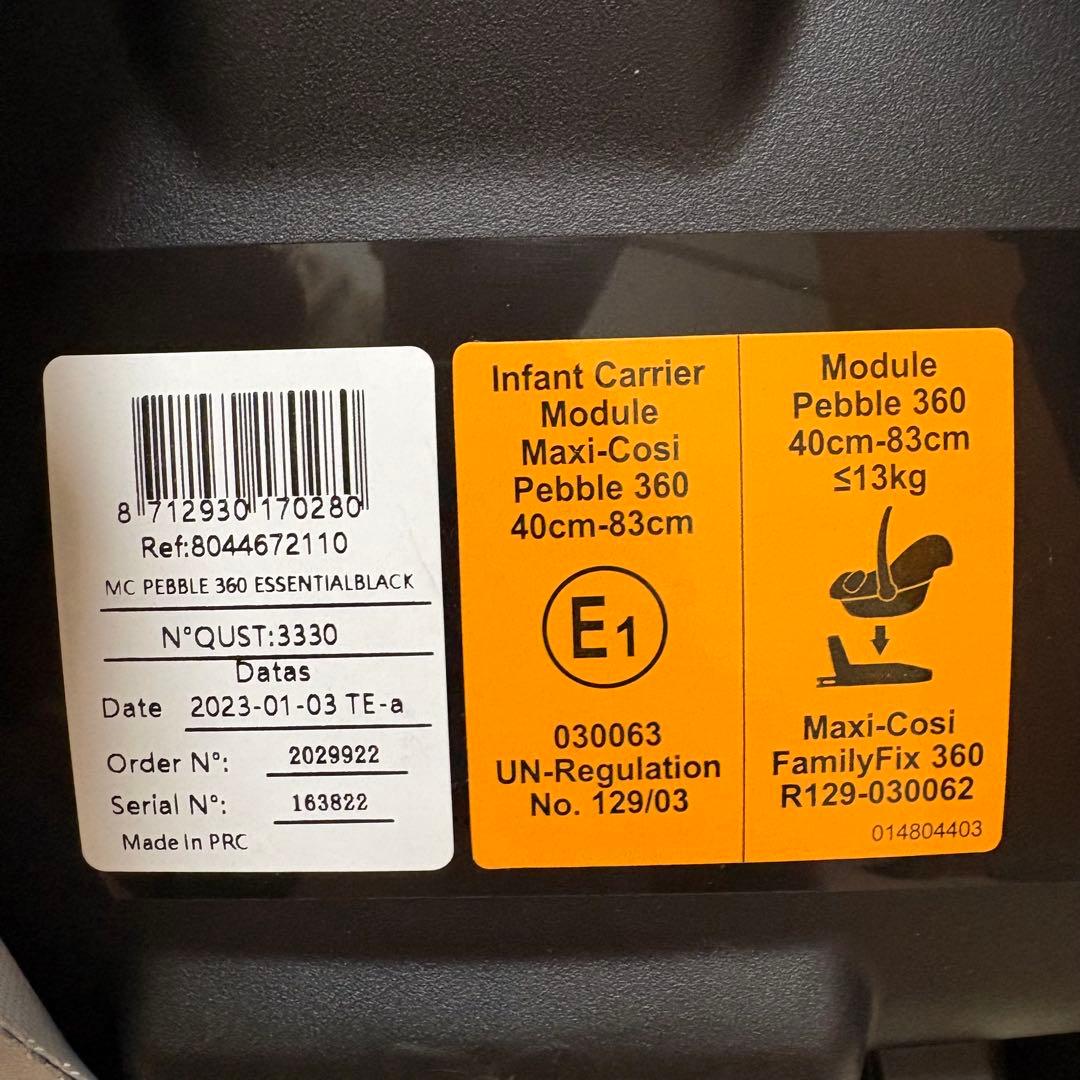 8 712930 170280
Ref:8044672110
MC PEBBLE 360 ESSENTIALBLACK
N°QUST:3330
Datas
Date 2023-01-03 TE-a
Order N°: 2029922
Serial N°: 163822
Made In PRC
Infant Carrier
Module
Maxi-Cosi
Pebble 360
40cm-83cm
E1
030063
UN-Regulation
No. 129/03
Module
Pebble 360
40cm-83cm
≤13kg
Maxi-Cosi
FamilyFix 360
R129-030062
014804403